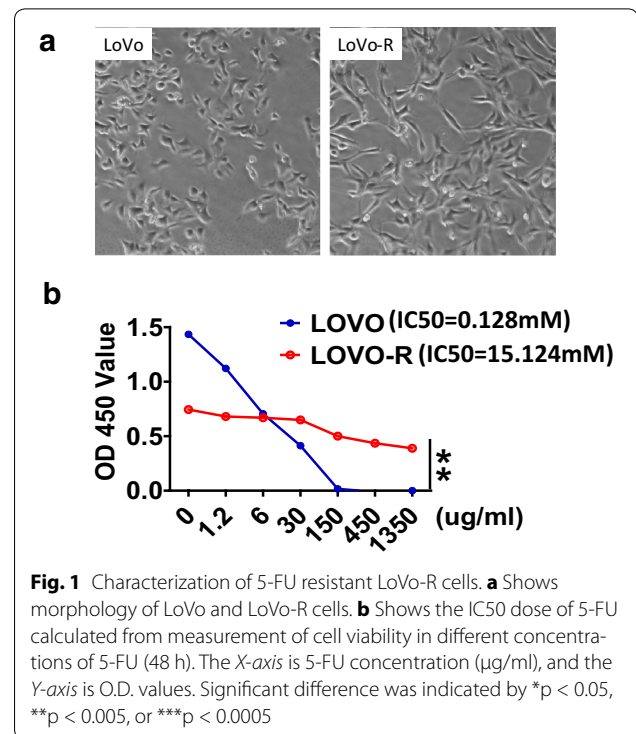 a
LoVo
LoVo-R
b
LOVO (IC50=0.128mM)
LOVO-R (IC50=15.124mM)
OD 450 Value
1.5
1.0
0.5
0.0
0
1.2
6
30
150
450
1350
(ug/ml)
**
Fig. 1 Characterization of 5-FU resistant LoVo-R cells. a Shows
morphology of LoVo and LoVo-R cells. b Shows the IC50 dose of 5-FU
calculated from measurement of cell viability in different concentra-
tions of 5-FU (48 h). The X-axis is 5-FU concentration (μg/ml), and the
Y-axis is O.D. values. Significant difference was indicated by *p < 0.05,
**p < 0.005, or ***p < 0.0005